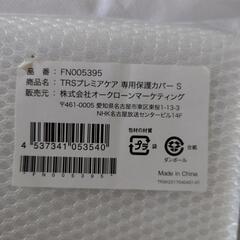 品 番：FN005395
商品名：TRSプレミアケア 専用保護カバー S
販売元：株式会社オークローンマーケティング
〒461-0005 愛知県名古屋市東区東桜1-13-3
NHK名古屋放送センタービル14F
包材の材質
外装
ダンボール
4 537341 053540
*FN005395*
Made in China